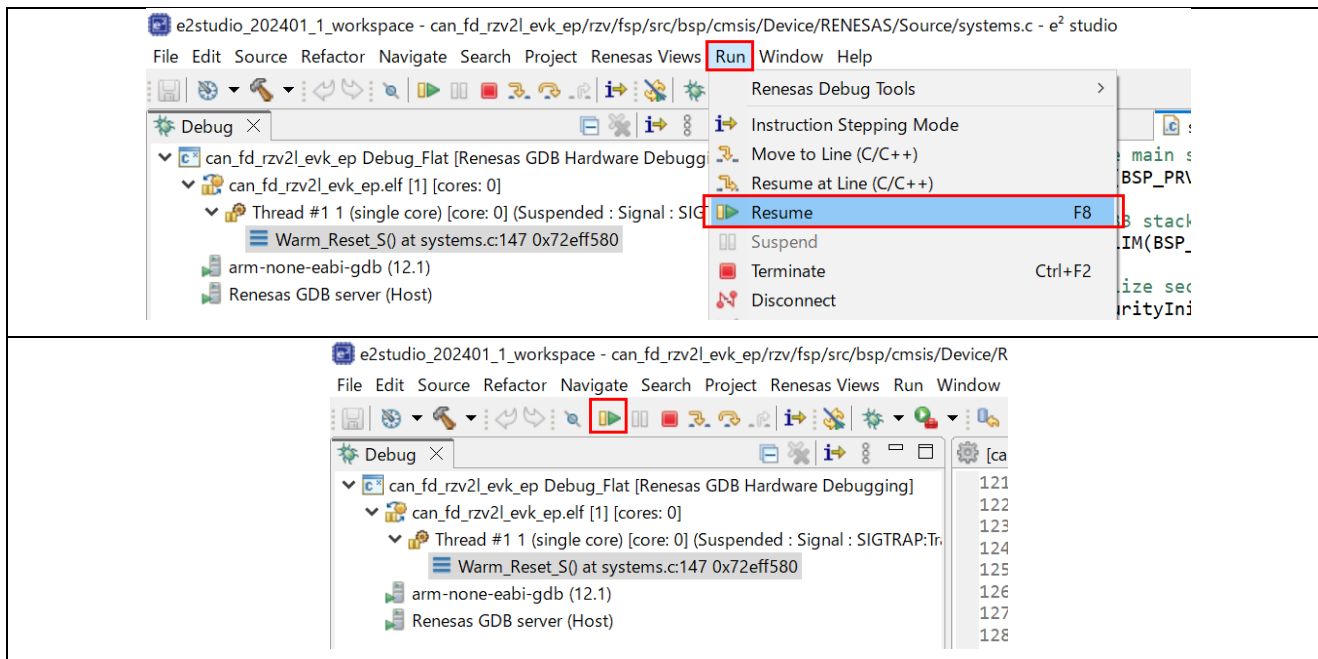 e2studio_202401_1_workspace - can_fd_rzv2l_evk_ep/rzv/fsp/src/bsp/cmsis/Device/RENESAS/Source/systems.c - e² studio
File Edit Source Refactor Navigate Search Project Renesas Views Run Window Help
Renesas Debug Tools
Debug
Instruction Stepping Mode
can_fd_rzv2l_evk_ep Debug_Flat [Renesas GDB Hardware Debuggi
Move to Line (C/C++)
main s
can_fd_rzv2l_evk_ep.elf [1] [cores: 0]
Resume at Line (C/C++)
(BSP_PRV
Thread #1 1 (single core) [core: 0] (Suspended : Signal : SIGT
Resume F8
stack
Warm_Reset_S() at systems.c:147 0x72eff580
Suspend
LIM(BSP_
arm-none-eabi-gdb (12.1)
Terminate Ctrl+F2
Renesas GDB server (Host)
Disconnect
ize sec
rityIni
e2studio_202401_1_workspace - can_fd_rzv2l_evk_ep/rzv/fsp/src/bsp/cmsis/Device/R
File Edit Source Refactor Navigate Search Project Renesas Views Run Window
Debug
[ca
can_fd_rzv2l_evk_ep Debug_Flat [Renesas GDB Hardware Debugging]
can_fd_rzv2l_evk_ep.elf [1] [cores: 0]
Thread #1 1 (single core) [core: 0] (Suspended : Signal : SIGTRAP:Tr
Warm_Reset_S() at systems.c:147 0x72eff580
arm-none-eabi-gdb (12.1)
Renesas GDB server (Host)
121
122
123
124
125
126
127
128